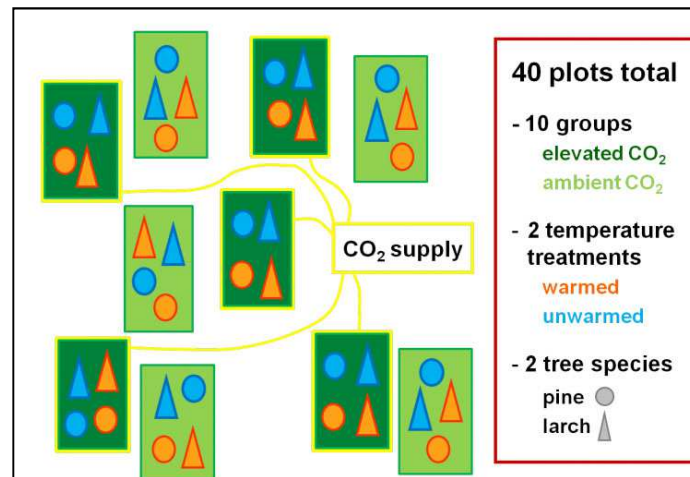 CO₂ supply
40 plots total
- 10 groups
elevated CO₂
ambient CO₂
- 2 temperature
treatments
warmed
unwarmed
- 2 tree species
pine
larch